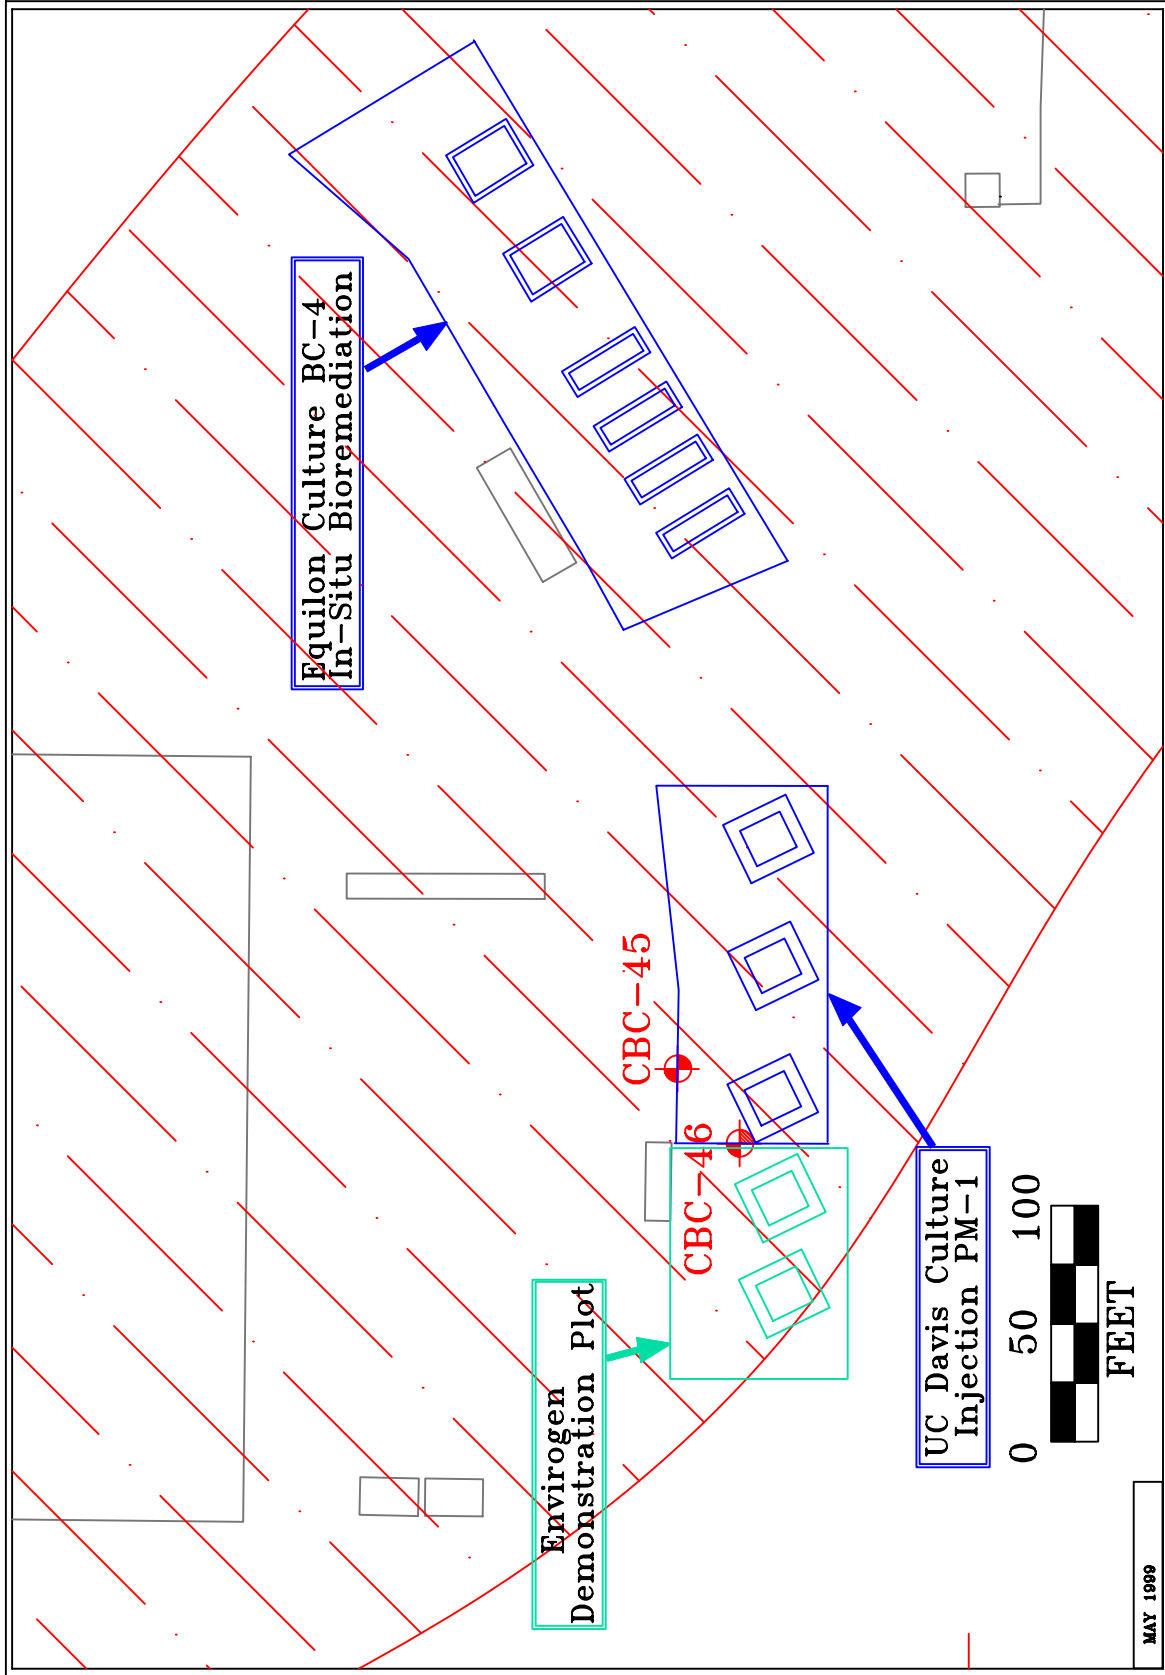 Equilon Culture BC-4
In-Situ Bioremediation
CBC-45
CBC-46
Envirogen
Demonstration Plot
UC Davis Culture
Injection PM-1
0 50 100
FEET
MAY 1999